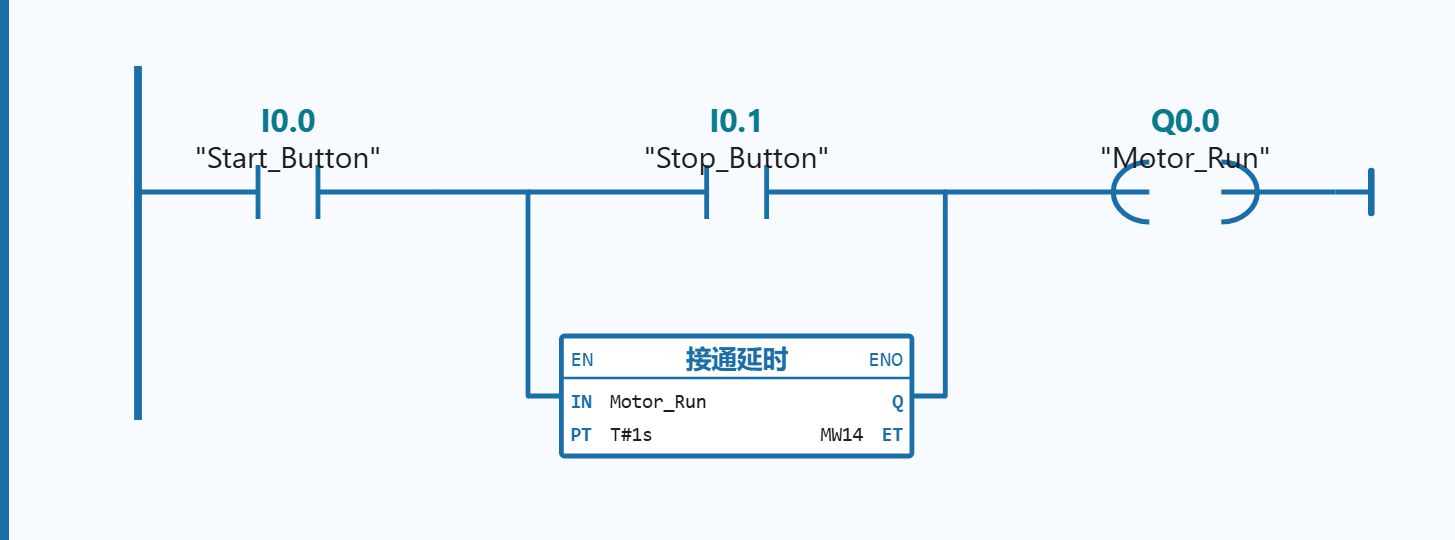 I0.0
"Start_Button"
I0.1
"Stop_Button"
Q0.0
"Motor_Run"
EN 接通延时 ENO
IN Motor_Run Q
PT T#1s MW14 ET